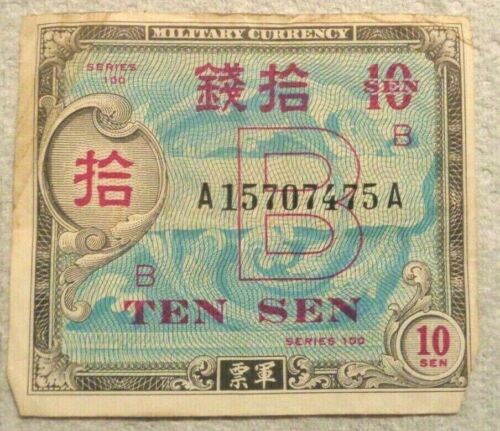 MILITARY CURRENCY
SERIES
100
錢拾
10
SEN
B
拾
B
A15707475A
B
TEN SEN
SERIES 100
票軍
10
SEN